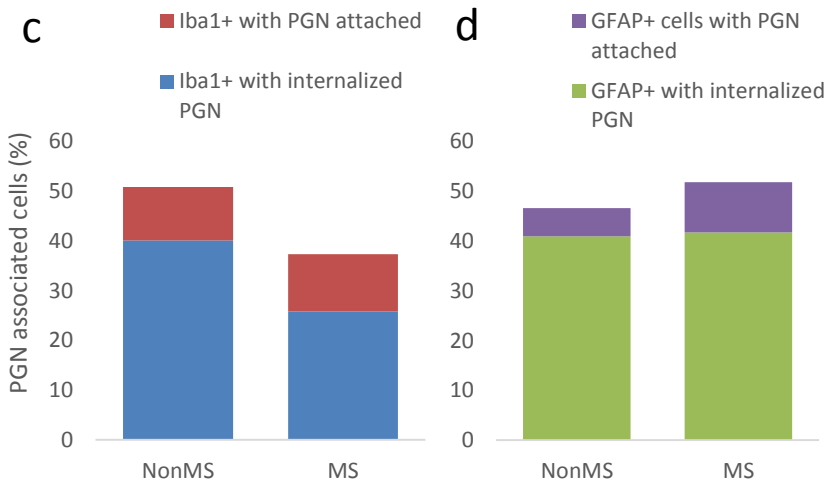 c
Iba1+ with PGN attached
Iba1+ with internalized
PGN
PGN associated cells (%)
60
50
40
30
20
10
0
NonMS
MS
d
GFAP+ cells with PGN
attached
GFAP+ with internalized
PGN
60
50
40
30
20
10
0
NonMS
MS